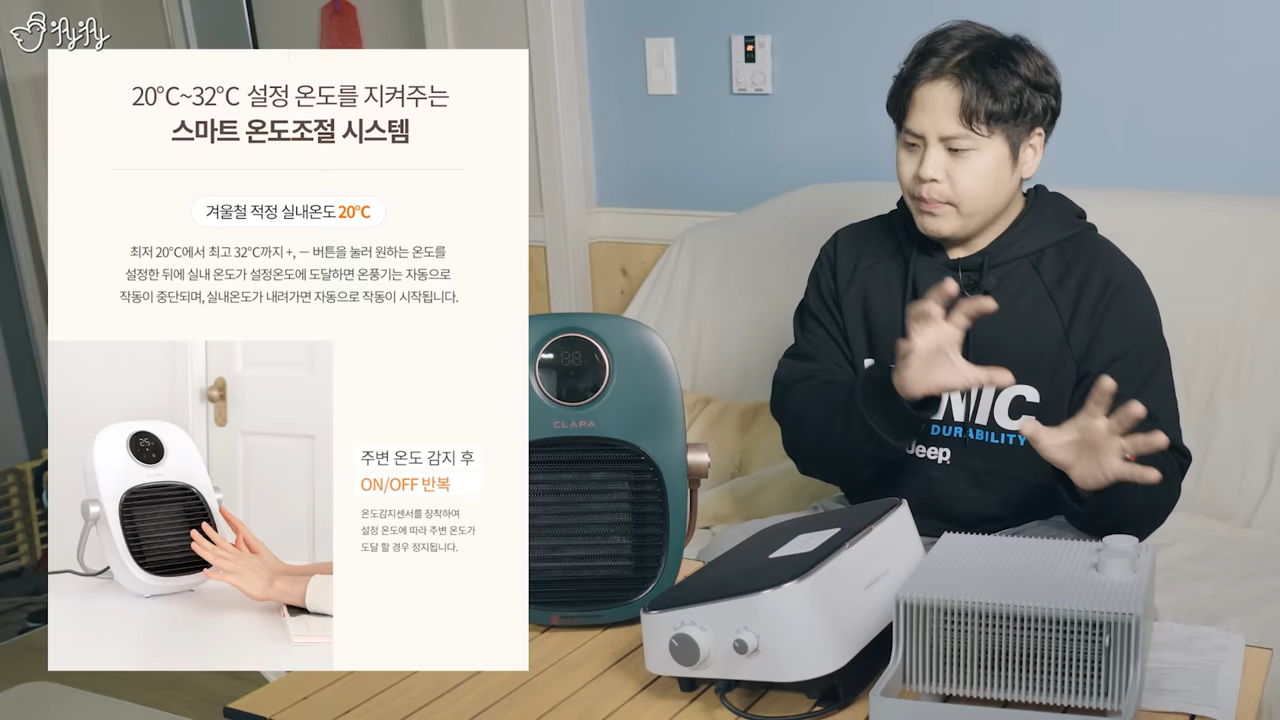 20°C~32°C 설정 온도를 지켜주는
스마트 온도조절 시스템
겨울철 적정 실내온도 20°C
최저 20°C에서 최고 32°C까지 +, – 버튼을 눌러 원하는 온도를
설정한 뒤에 실내 온도가 설정온도에 도달하면 온풍기는 자동으로
작동이 중단되며, 실내온도가 내려가면 자동으로 작동이 시작됩니다.
25
주변 온도 감지 후
ON/OFF 반복
온도감지센서를 장착하여
설정 온도에 따라 주변 온도가
도달 할 경우 정지됩니다.
CLAPA
DURABILITY
Jeep